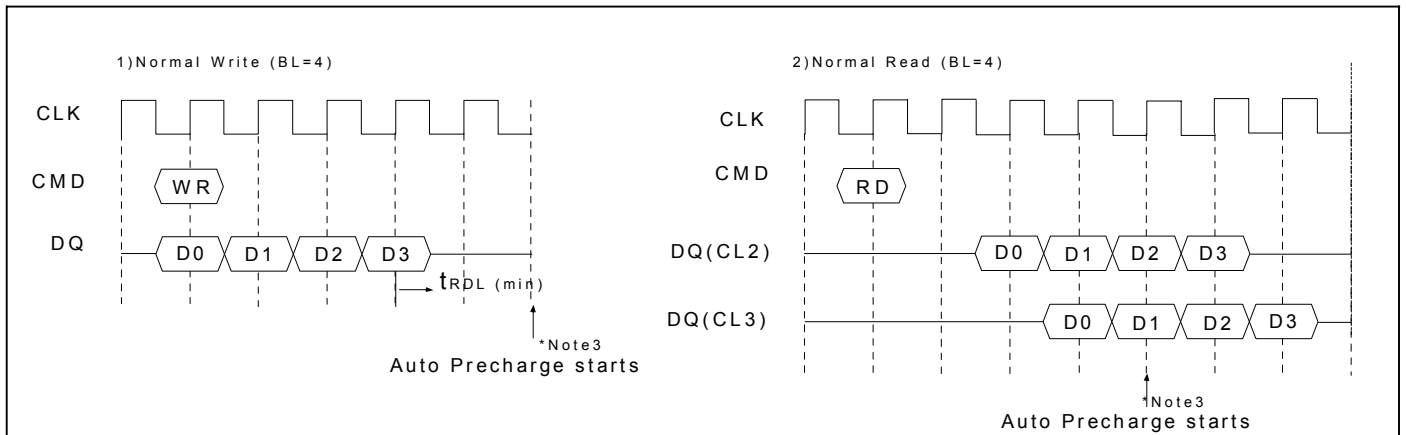 1)Normal Write (BL=4)
CLK
CMD
WR
DQ
D0 D1 D2 D3
tRDL (min)
*Note3
Auto Precharge starts
2)Normal Read (BL=4)
CLK
CMD
RD
DQ(CL2)
D0 D1 D2 D3
DQ(CL3)
D0 D1 D2 D3
*Note3
Auto Precharge starts